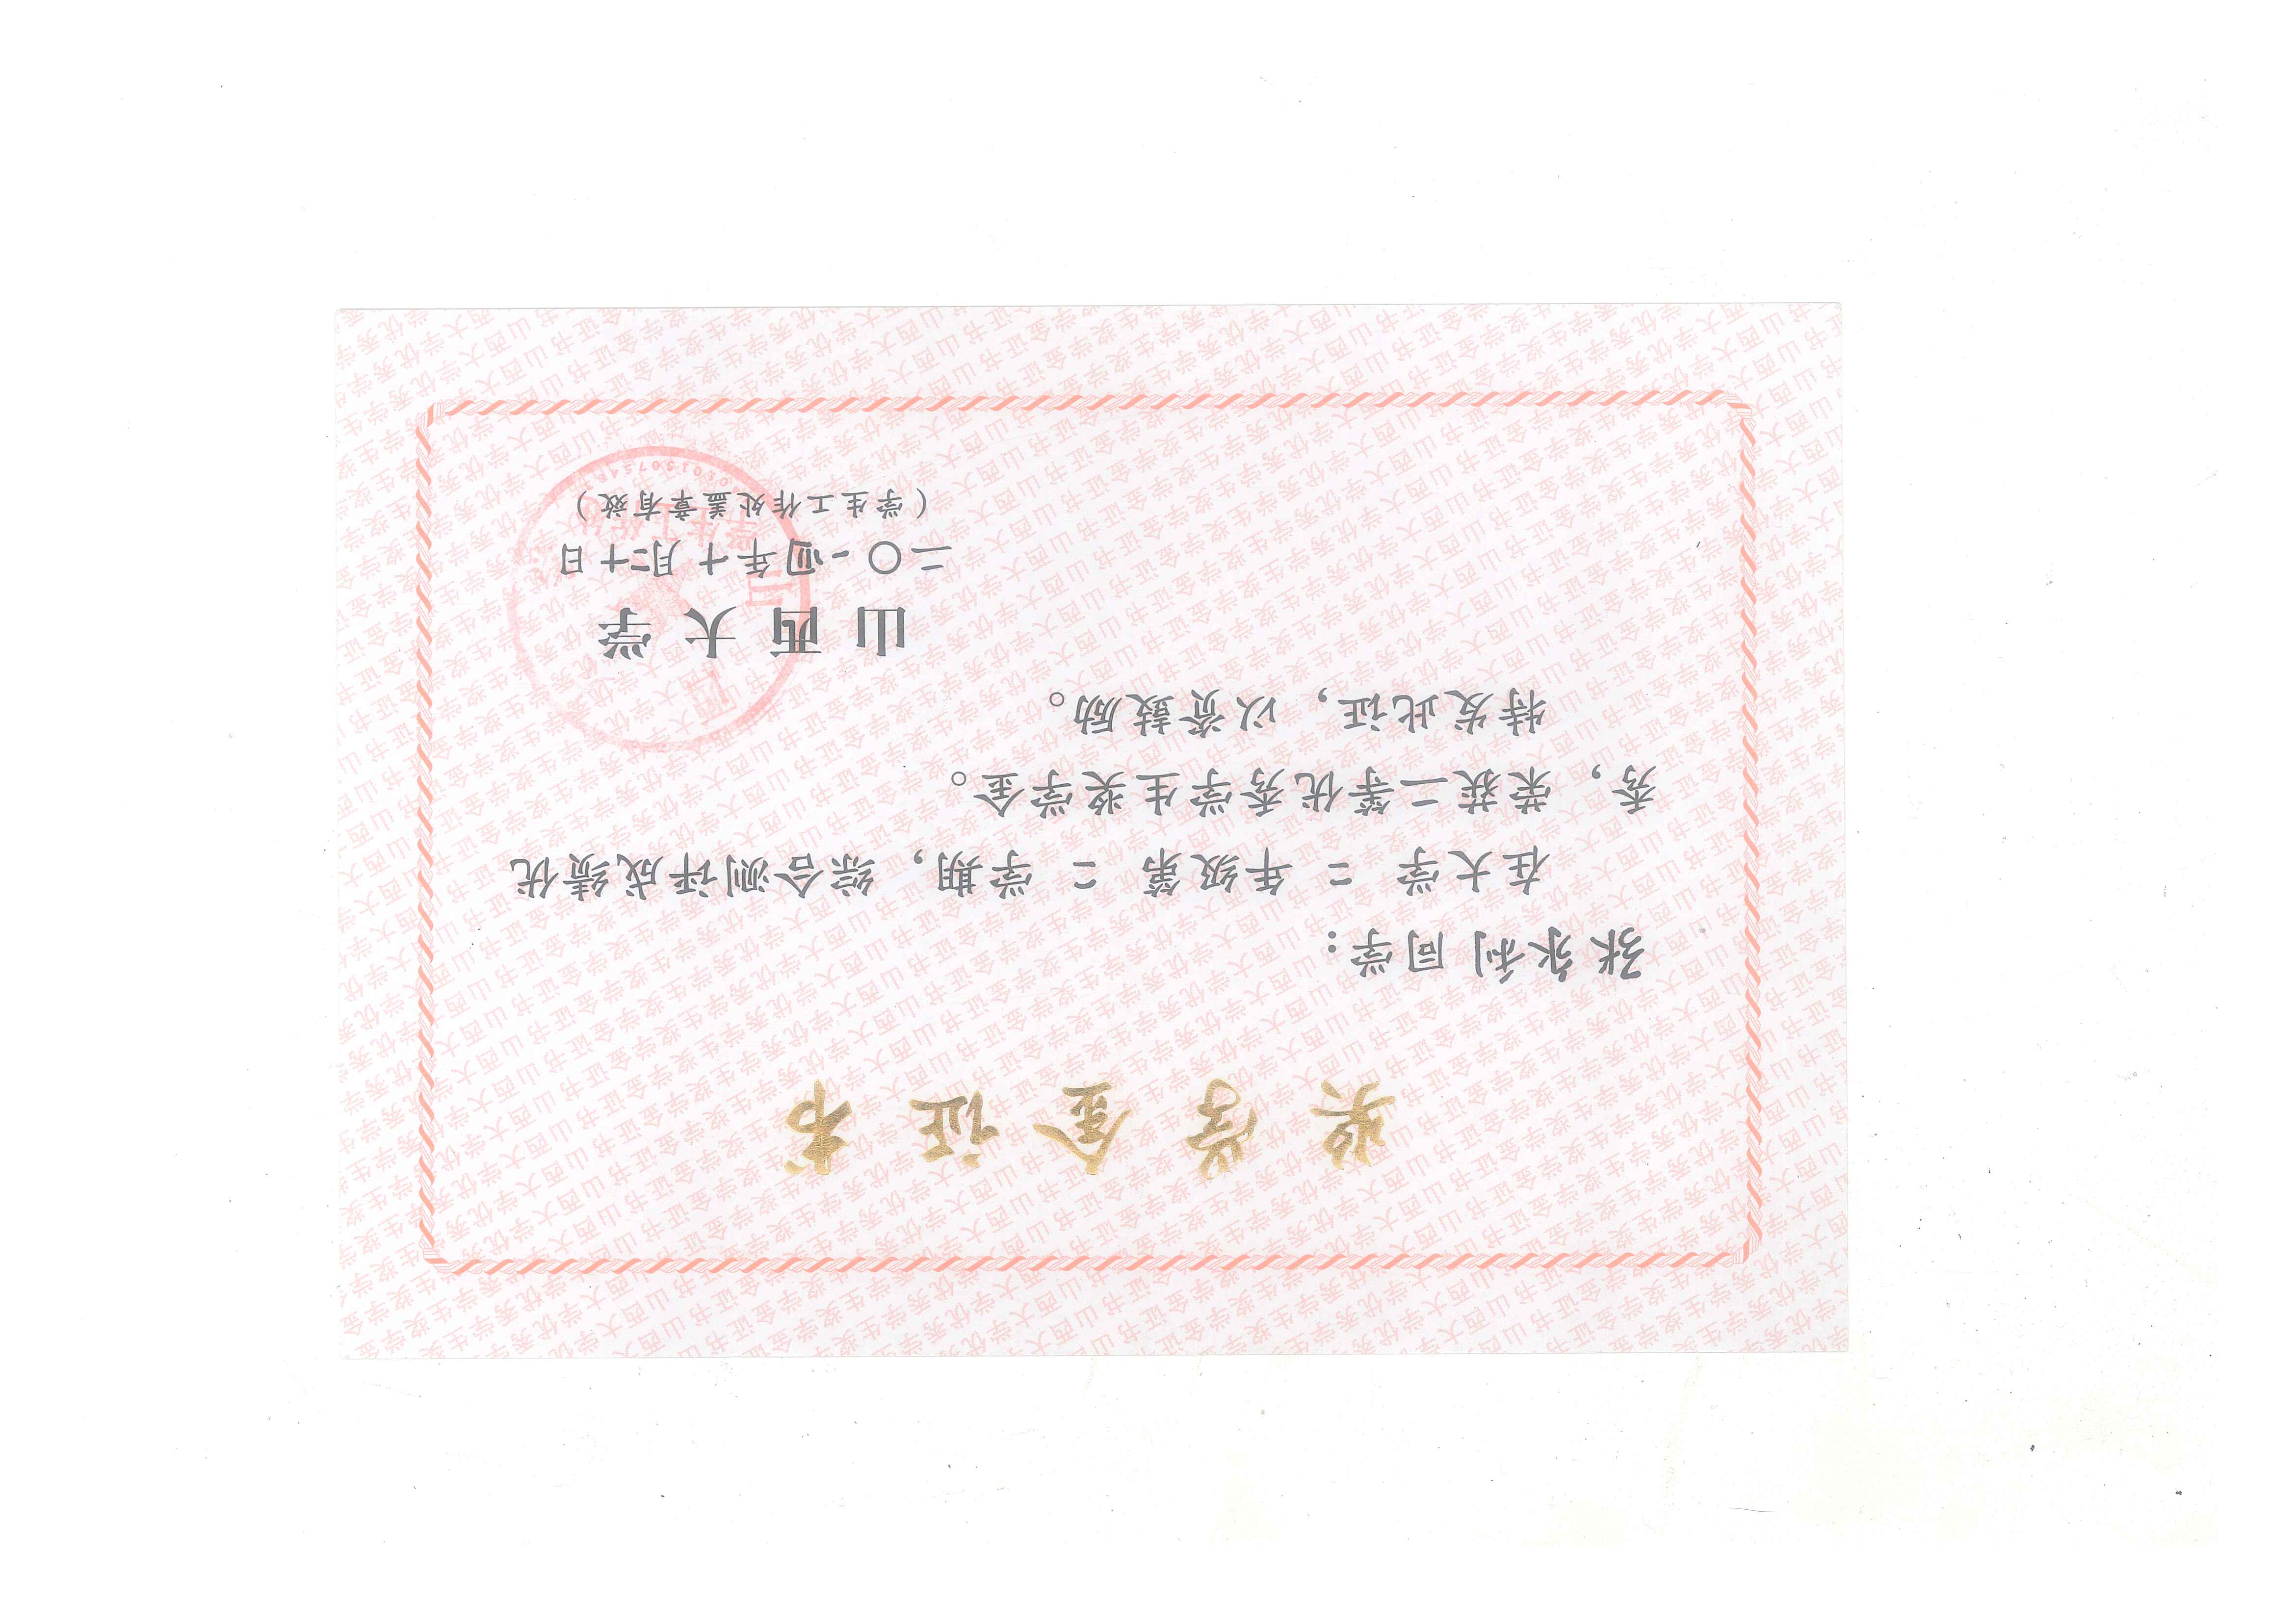 奖学金证书
张永利同学：
在大学 二 年级第 二 学期，综合测评成绩优
秀，荣获二等优秀学生奖学金。
特发此证，以资鼓励。
山西大学
二〇一四年十月二十日
（学生工作处盖章有效）